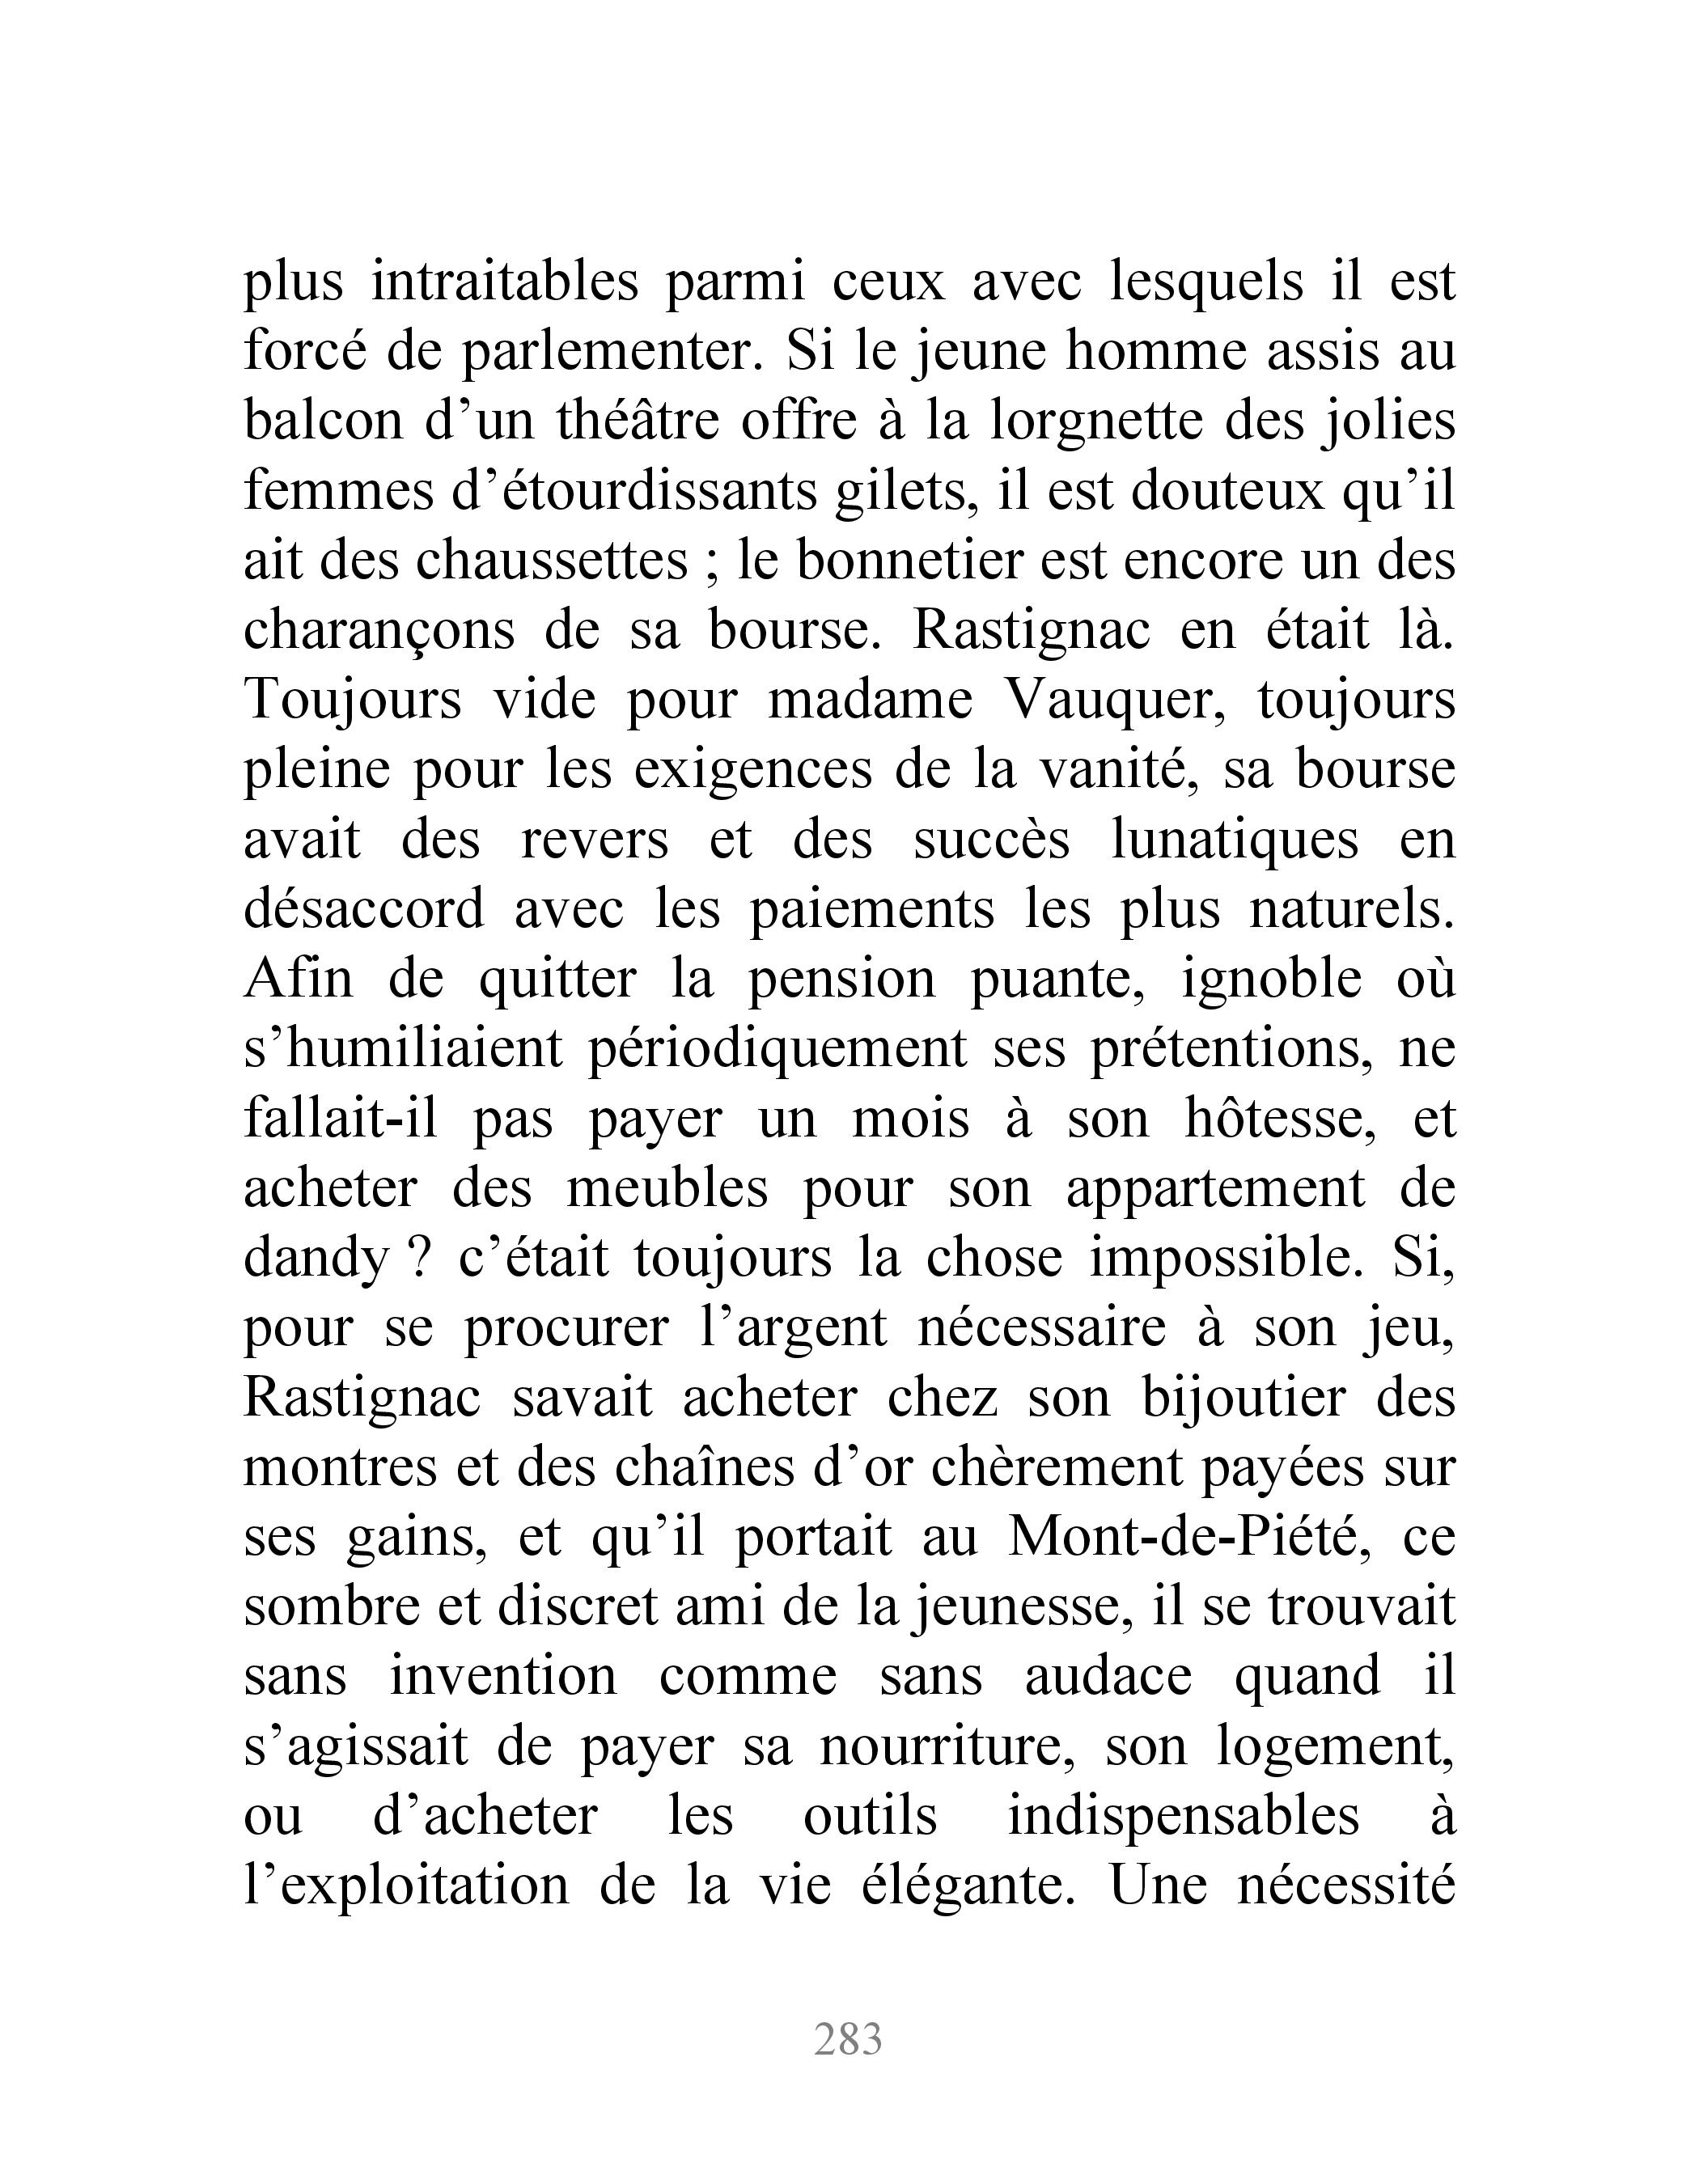 plus intraitables parmi ceux avec lesquels il est
forcé de parlementer. Si le jeune homme assis au
balcon d’un théâtre offre à la lorgnette des jolies
femmes d’étourdissants gilets, il est douteux qu’il
ait des chaussettes ; le bonnetier est encore un des
charançons de sa bourse. Rastignac en était là.
Toujours vide pour madame Vauquer, toujours
pleine pour les exigences de la vanité, sa bourse
avait des revers et des succès lunatiques en
désaccord avec les paiements les plus naturels.
Afin de quitter la pension puante, ignoble où
s’humiliaient périodiquement ses prétentions, ne
fallait-il pas payer un mois à son hôtesse, et
acheter des meubles pour son appartement de
dandy ? c’était toujours la chose impossible. Si,
pour se procurer l’argent nécessaire à son jeu,
Rastignac savait acheter chez son bijoutier des
montres et des chaînes d’or chèrement payées sur
ses gains, et qu’il portait au Mont-de-Piété, ce
sombre et discret ami de la jeunesse, il se trouvait
sans invention comme sans audace quand il
s’agissait de payer sa nourriture, son logement,
ou d’acheter les outils indispensables à
l’exploitation de la vie élégante. Une nécessité
283